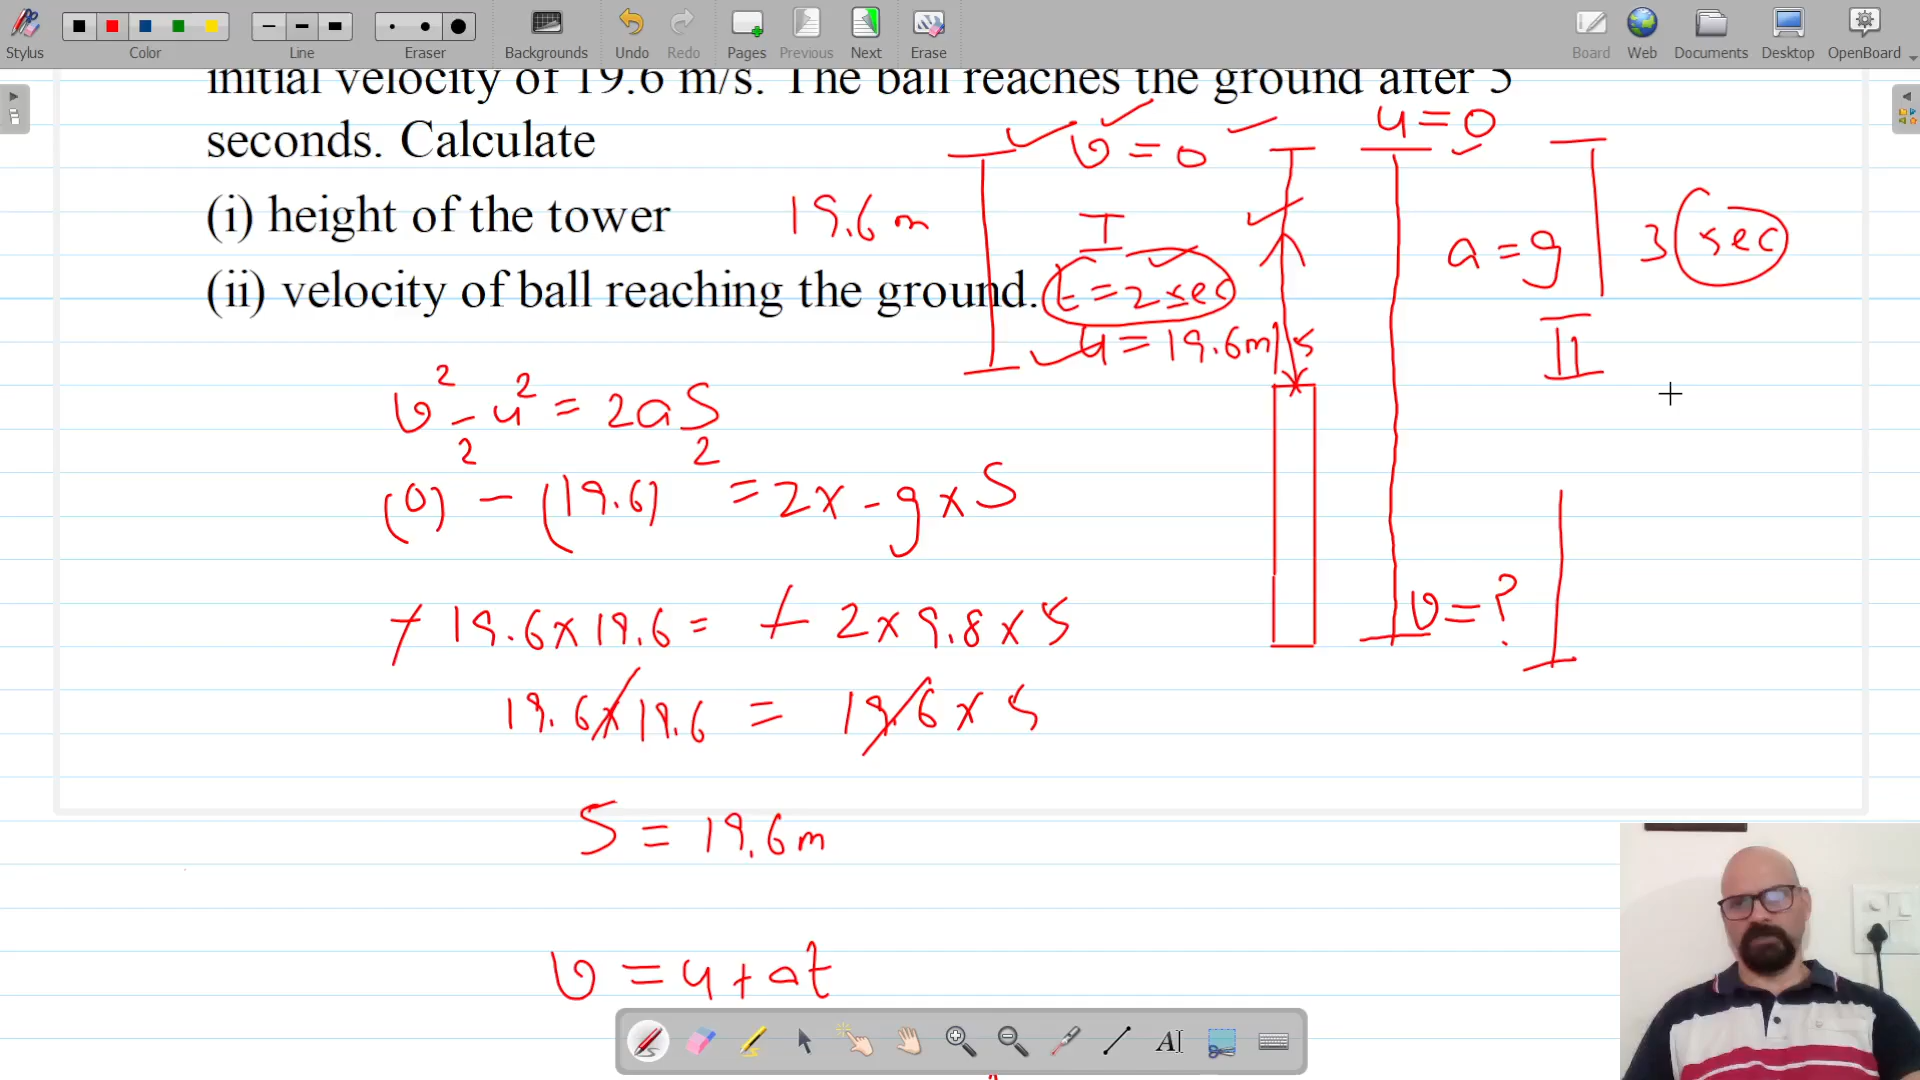 Stylus Color Line Eraser Backgrounds Undo Redo Pages Previous Next Erase Board Web Documents Desktop OpenBoard
initial velocity of 19.6 m/s. The ball reaches the ground after 5
seconds. Calculate
(i) height of the tower
(ii) velocity of ball reaching the ground.
19.6 m
v = 0
I
t = 2 sec
u = 19.6 m/s
u = 0
a = g
3 sec
II
v = ?
v² - u² = 2aS
(0)² - (19.6)² = 2 x - g x S
- 19.6 x 19.6 = - 2 x 9.8 x S
19.6 x 19.6 = 19.6 x S
S = 19.6 m
v = u + at
AI